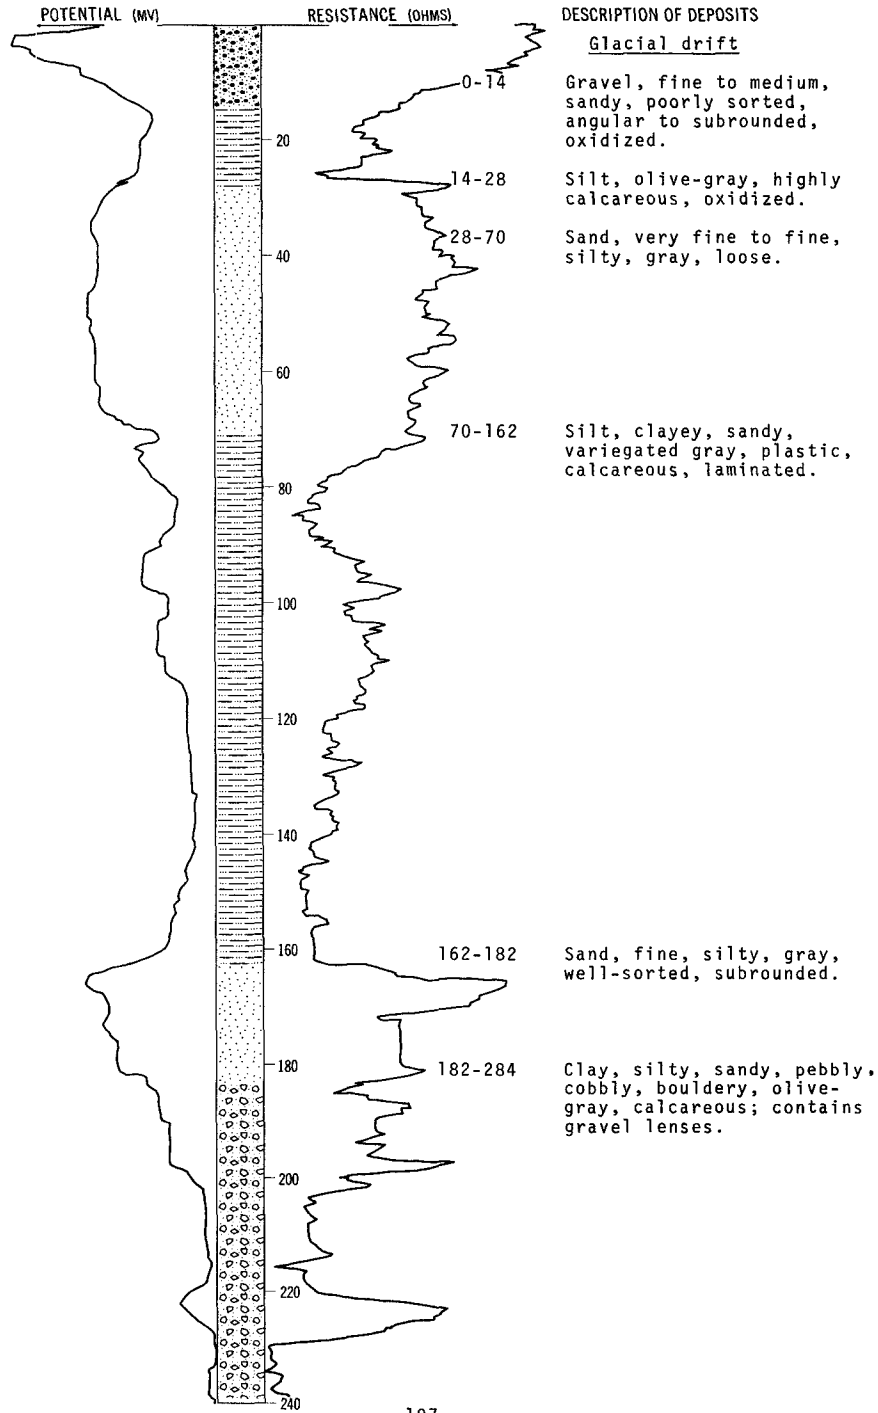 POTENTIAL (MV) RESISTANCE (OHMS) DESCRIPTION OF DEPOSITS
Glacial drift
0-14 Gravel, fine to medium,
sandy, poorly sorted,
angular to subrounded,
oxidized.
20
14-28 Silt, olive-gray, highly
calcareous, oxidized.
28-70 Sand, very fine to fine,
silty, gray, loose.
40
60
70-162 Silt, clayey, sandy,
variegated gray, plastic,
calcareous, laminated.
80
100
120
140
160
162-182 Sand, fine, silty, gray,
well-sorted, subrounded.
180
182-284 Clay, silty, sandy, pebbly,
cobbly, bouldery, olive-
gray, calcareous; contains
gravel lenses.
200
220
240